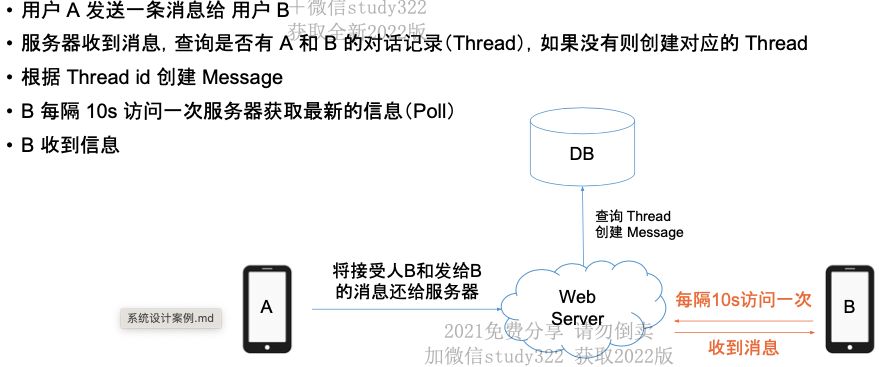 • 用户 A 发送一条消息给 用户 B
＋微信study322
获取全新2022版
• 服务器收到消息，查询是否有 A 和 B 的对话记录（Thread），如果没有则创建对应的 Thread
• 根据 Thread id 创建 Message
• B 每隔 10s 访问一次服务器获取最新的信息（Poll）
• B 收到信息
DB
查询 Thread
创建 Message
将接受人B和发给B
的消息还给服务器
A
系统设计案例.md
Web
Server
每隔10s访问一次
收到消息
B
2021免费分享 请勿倒卖
加微信study322 获取2022版